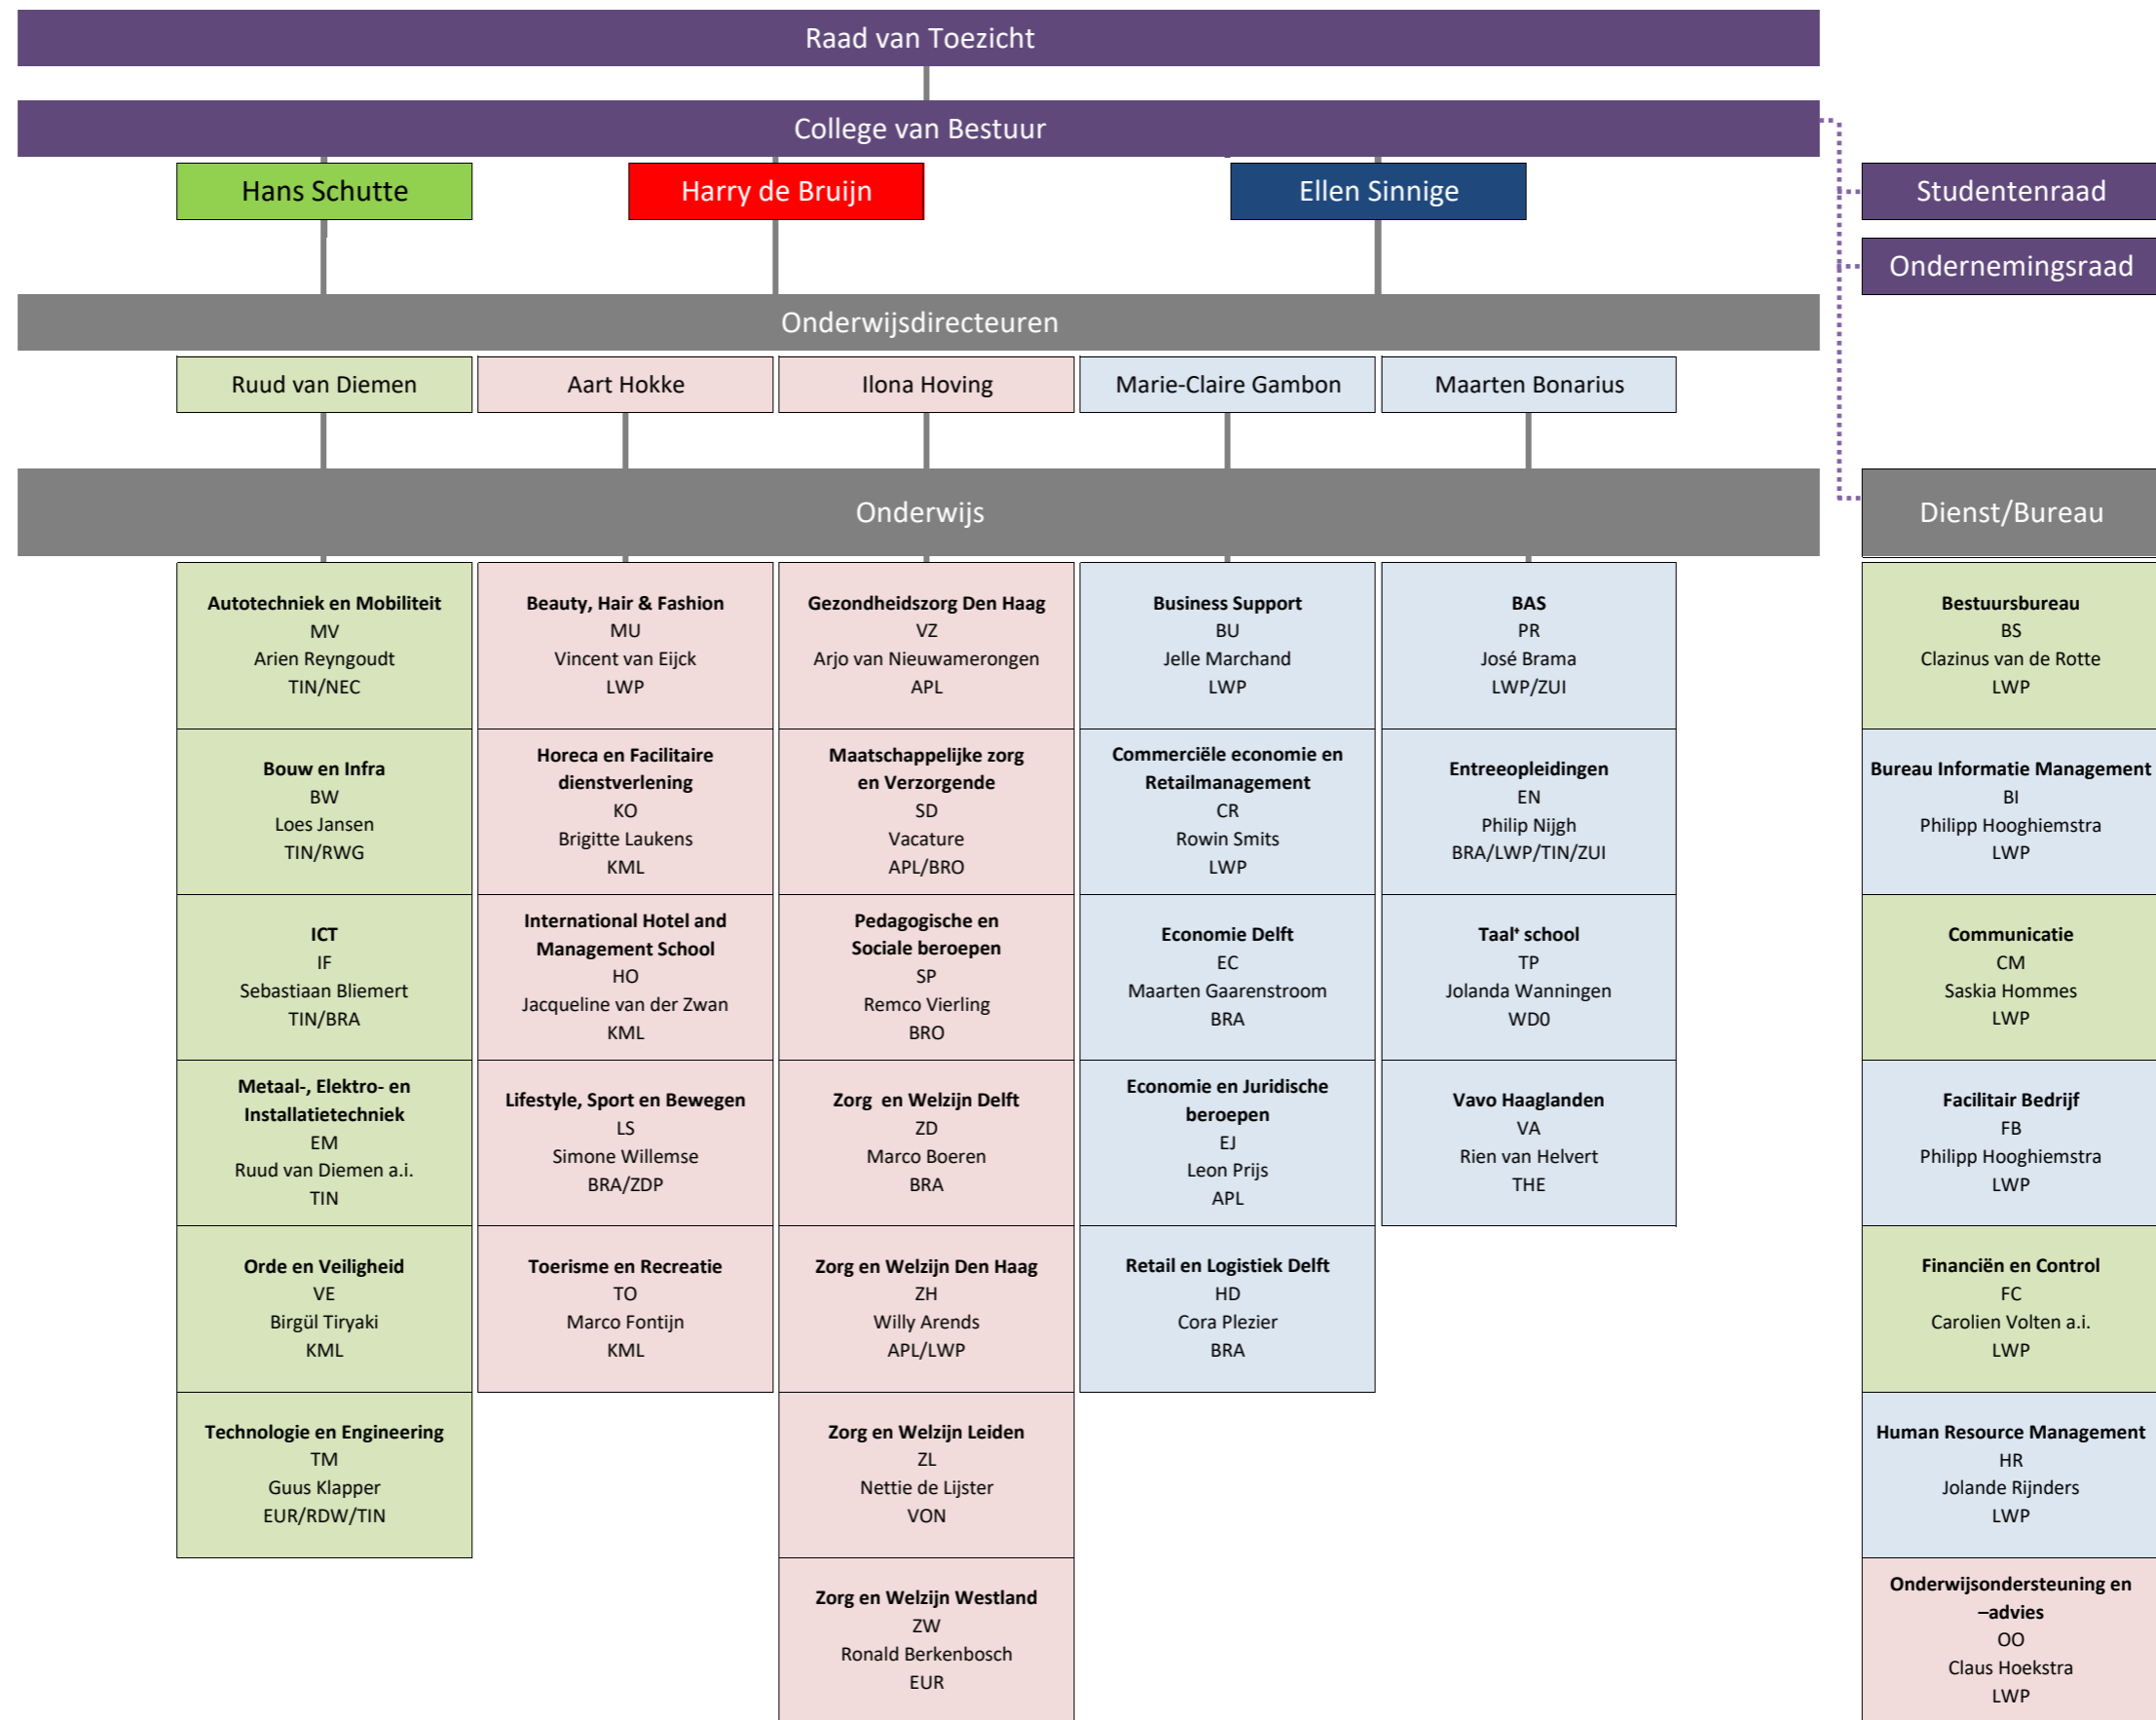 Raad van Toezicht
College van Bestuur
Hans Schutte
Harry de Bruijn
Ellen Sinnige
Studentenraad
Ondernemingsraad
Onderwijsdirecteuren
Ruud van Diemen
Aart Hokke
Ilona Hoving
Marie-Claire Gambon
Maarten Bonarius
Onderwijs
Dienst/Bureau
Autotechniek en Mobiliteit
MV
Arien Reyngoudt
TIN/NEC
Bouw en Infra
BW
Loes Jansen
TIN/RWG
ICT
IF
Sebastiaan Bliemert
TIN/BRA
Metaal-, Elektro- en
Installatietechniek
EM
Ruud van Diemen a.i.
TIN
Orde en Veiligheid
VE
Birgül Tiryaki
KML
Technologie en Engineering
TM
Guus Klapper
EUR/RDW/TIN
Beauty, Hair & Fashion
MU
Vincent van Eijck
LWP
Horeca en Facilitaire
dienstverlening
KO
Brigitte Laukens
KML
International Hotel and
Management School
HO
Jacqueline van der Zwan
KML
Lifestyle, Sport en Bewegen
LS
Simone Willemse
BRA/ZDP
Toerisme en Recreatie
TO
Marco Fontijn
KML
Gezondheidszorg Den Haag
VZ
Arjo van Nieuwamerongen
APL
Maatschappelijke zorg
en Verzorgende
SD
Vacature
APL/BRO
Pedagogische en
Sociale beroepen
SP
Remco Vierling
BRO
Zorg en Welzijn Delft
ZD
Marco Boeren
BRA
Zorg en Welzijn Den Haag
ZH
Willy Arends
APL/LWP
Zorg en Welzijn Leiden
ZL
Nettie de Lijster
VON
Zorg en Welzijn Westland
ZW
Ronald Berkenbosch
EUR
Business Support
BU
Jelle Marchand
LWP
Commerciële economie en
Retailmanagement
CR
Rowin Smits
LWP
Economie Delft
EC
Maarten Gaarenstroom
BRA
Economie en Juridische
beroepen
EJ
Leon Prijs
APL
Retail en Logistiek Delft
HD
Cora Plezier
BRA
BAS
PR
José Brama
LWP/ZUI
Entreeopleidingen
EN
Philip Nijgh
BRA/LWP/TIN/ZUI
Taal⁺ school
TP
Jolanda Wanningen
WD0
Vavo Haaglanden
VA
Rien van Helvert
THE
Bestuursbureau
BS
Clazinus van de Rotte
LWP
Bureau Informatie Management
BI
Philipp Hooghiemstra
LWP
Communicatie
CM
Saskia Hommes
LWP
Facilitair Bedrijf
FB
Philipp Hooghiemstra
LWP
Financiën en Control
FC
Carolien Volten a.i.
LWP
Human Resource Management
HR
Jolande Rijnders
LWP
Onderwijsondersteuning en
–advies
OO
Claus Hoekstra
LWP